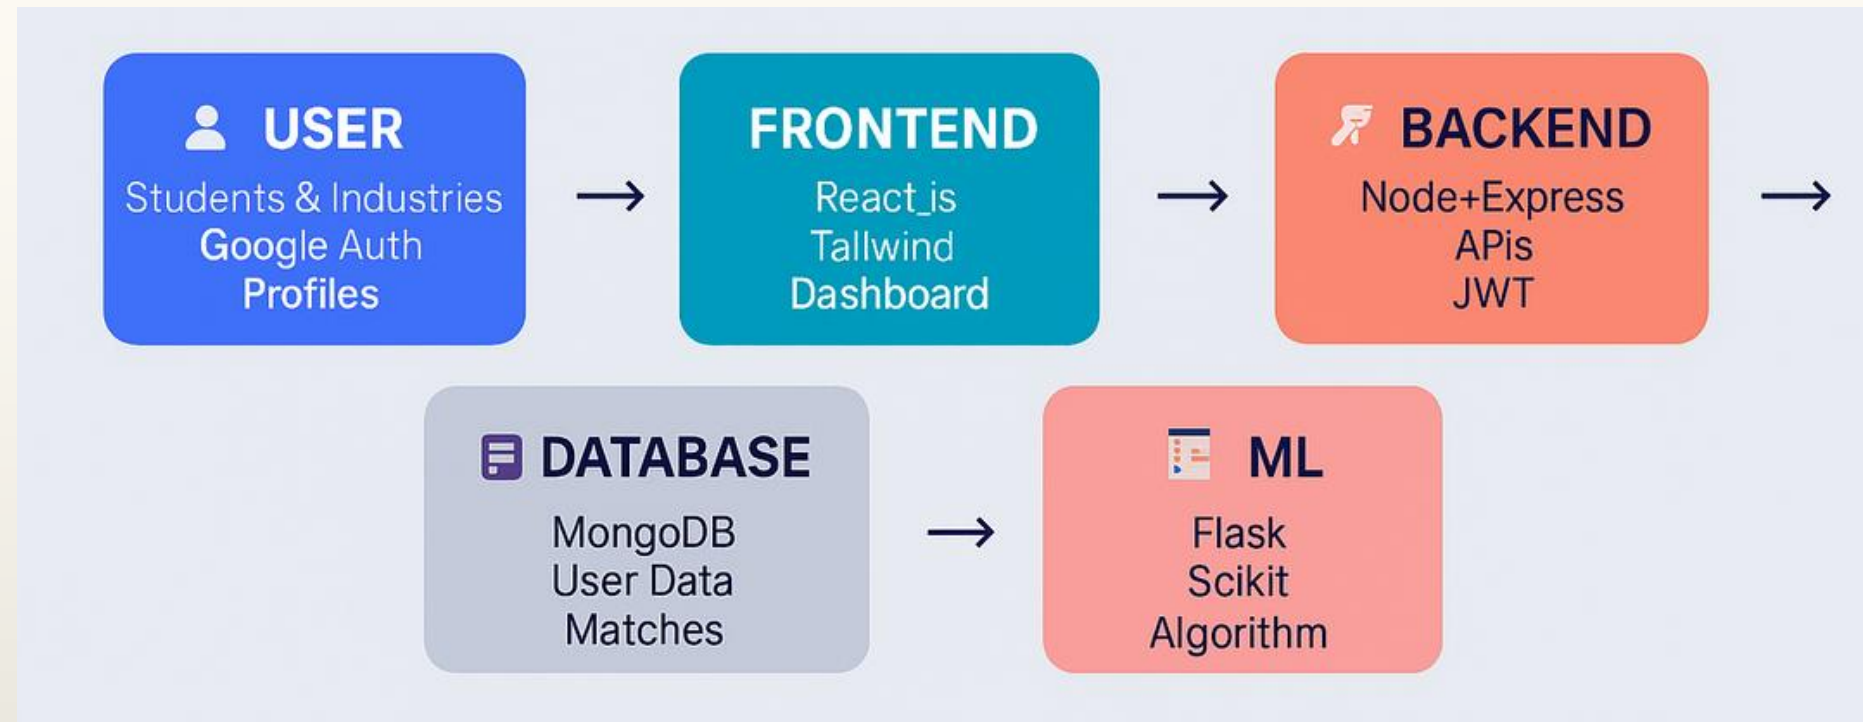 USER
Students & Industries
Google Auth
Profiles
FRONTEND
React_is
Tallwind
Dashboard
BACKEND
Node+Express
APis
JWT
DATABASE
MongoDB
User Data
Matches
ML
Flask
Scikit
Algorithm